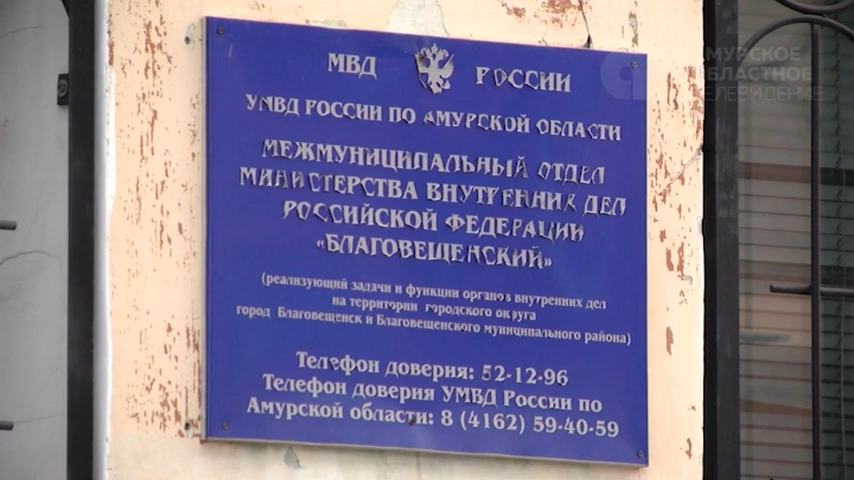 МВД РОССИИ
УМВД РОССИИ ПО АМУРСКОЙ ОБЛАСТИ
МЕЖМУНИЦИПАЛЬНЫЙ ОТДЕЛ
МИНИСТЕРСТВА ВНУТРЕННИХ ДЕЛ
РОССИЙСКОЙ ФЕДЕРАЦИИ
«БЛАГОВЕЩЕНСКИЙ»
(реализующий задачи и функции органов внутренних дел
на территории городского округа
город Благовещенск и Благовещенского муниципального района)
Телефон доверия: 52-12-96
Телефон доверия УМВД России по
Амурской области: 8 (4162) 59-40-59
АМУРСКОЕ
ОБЛАСТНОЕ
ТЕЛЕВИДЕНИЕ